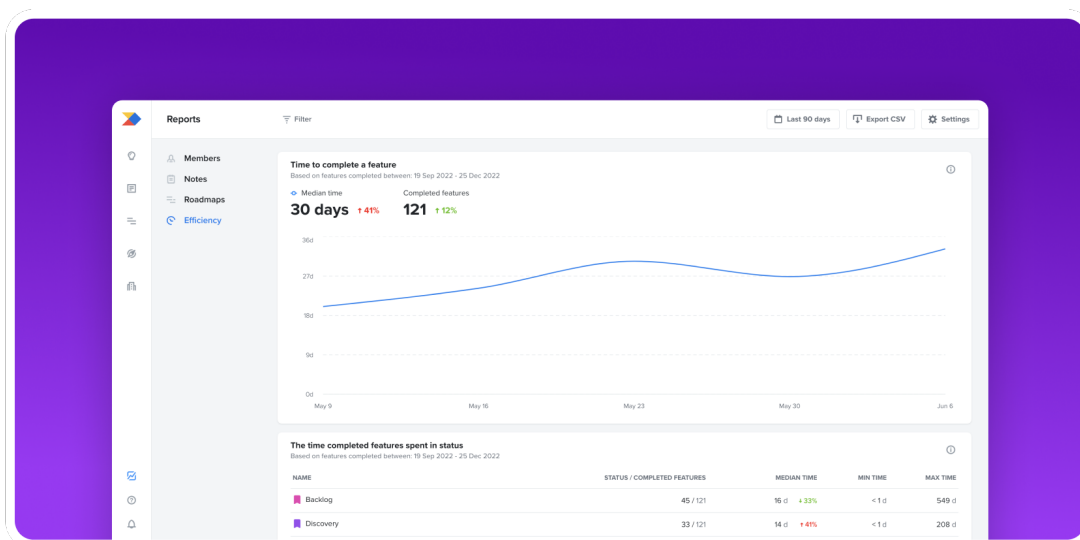 Reports
Filter
Last 90 days
Export CSV
Settings
Members
Notes
Roadmaps
Efficiency
Time to complete a feature
Based on features completed between: 19 Sep 2022 - 25 Dec 2022
Median time Completed features
30 days ↑ 41% 121 ↑ 12%
36d
27d
18d
9d
0d
May 9 May 16 May 23 May 30 Jun 6
The time completed features spent in status
Based on features completed between: 19 Sep 2022 - 25 Dec 2022
NAME STATUS / COMPLETED FEATURES MEDIAN TIME MIN TIME MAX TIME
Backlog 45 / 121 16 d ↓ 33% < 1 d 549 d
Discovery 33 / 121 14 d ↑ 41% < 1 d 208 d